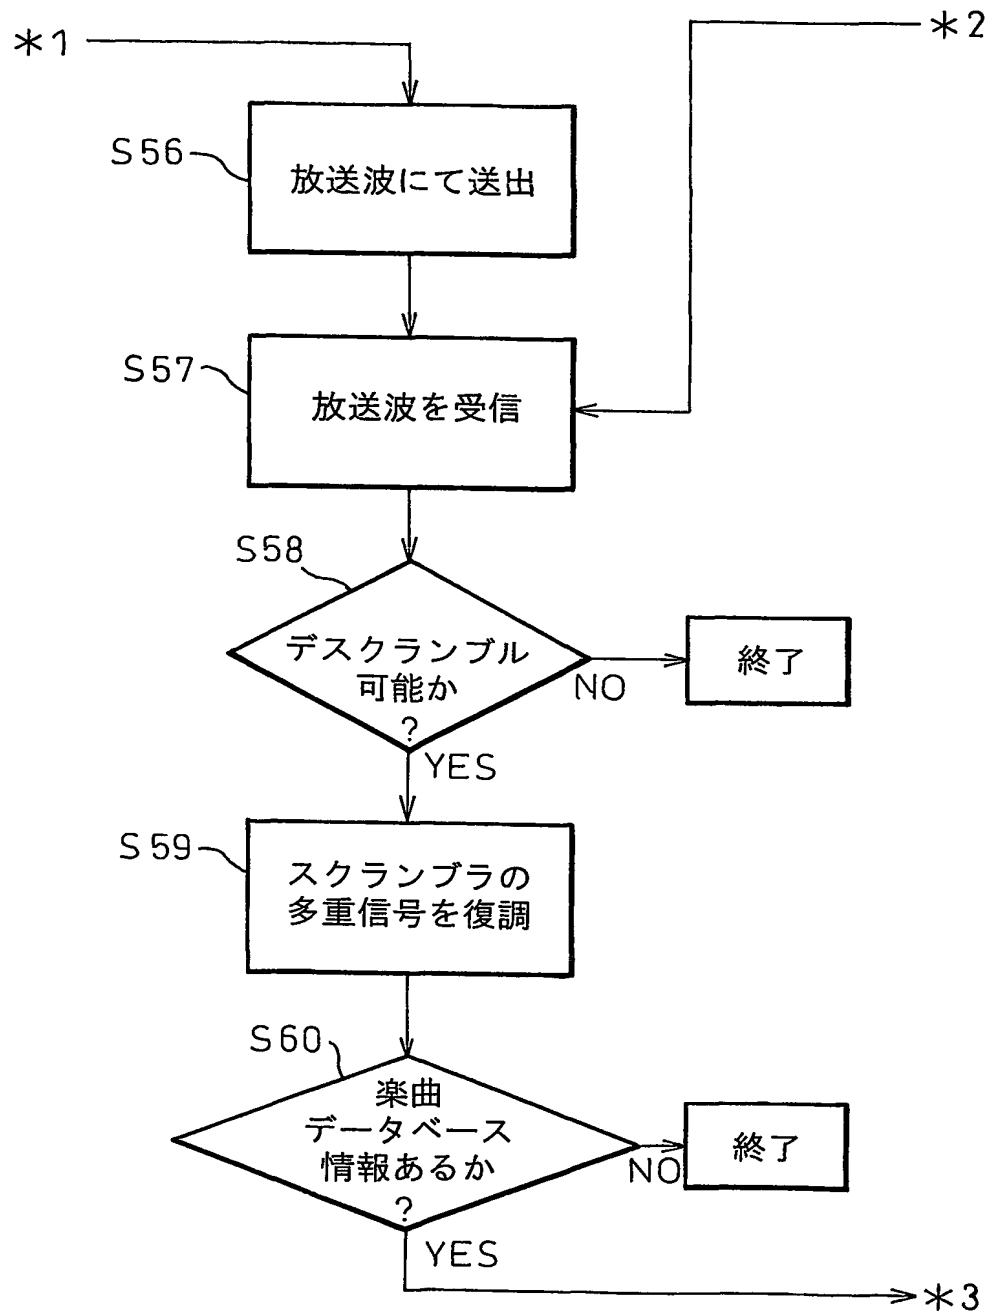 *1
*2
S56
放送波にて送出
S57
放送波を受信
S58
デスクランブル
可能か
?
NO
終了
YES
S59
スクランブラの
多重信号を復調
S60
楽曲
データベース
情報あるか
?
NO
終了
YES
*3